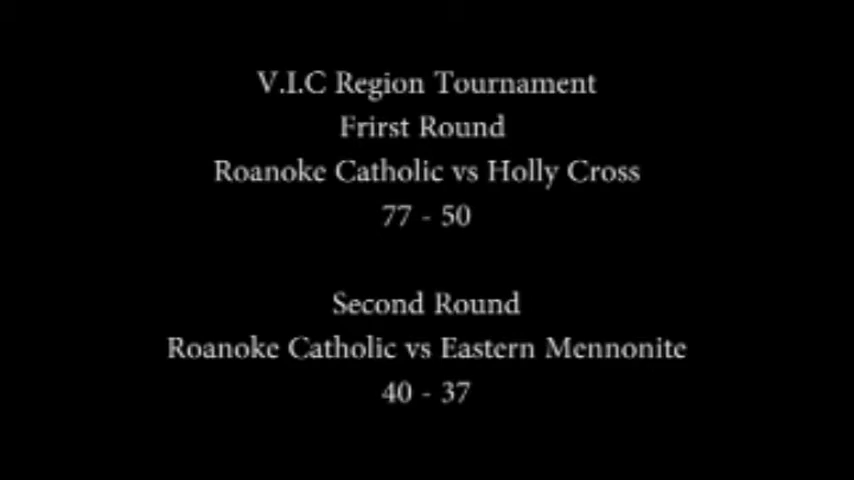 V.I.C Region Tournament
Frirst Round
Roanoke Catholic vs Holly Cross
77 - 50
Second Round
Roanoke Catholic vs Eastern Mennonite
40 - 37